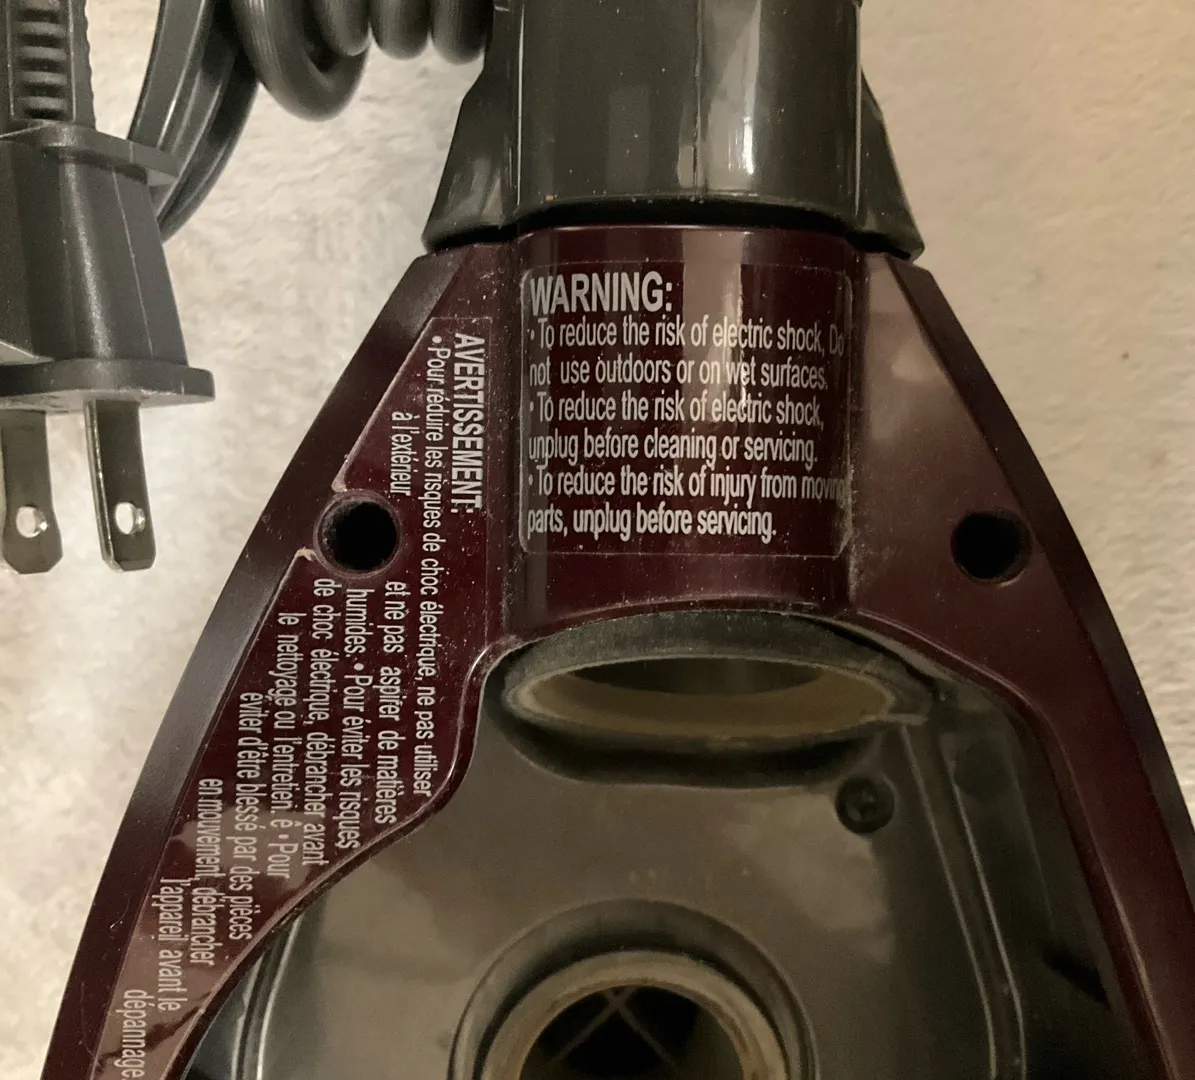 WARNING:
• To reduce the risk of electric shock, Do
not use outdoors or on wet surfaces.
• To reduce the risk of electric shock,
unplug before cleaning or servicing.
• To reduce the risk of injury from moving
parts, unplug before servicing.
AVERTISSEMENT:
• Pour réduire les risques de choc électrique, ne pas utiliser
à l'extérieur et ne pas aspirer de matières
humides. • Pour éviter les risques
de choc électrique, débrancher avant
le nettoyage ou l'entretien. ê • Pour
éviter d'être blessé par des pièces
en mouvement, débrancher
l'appareil avant le
dépannage.